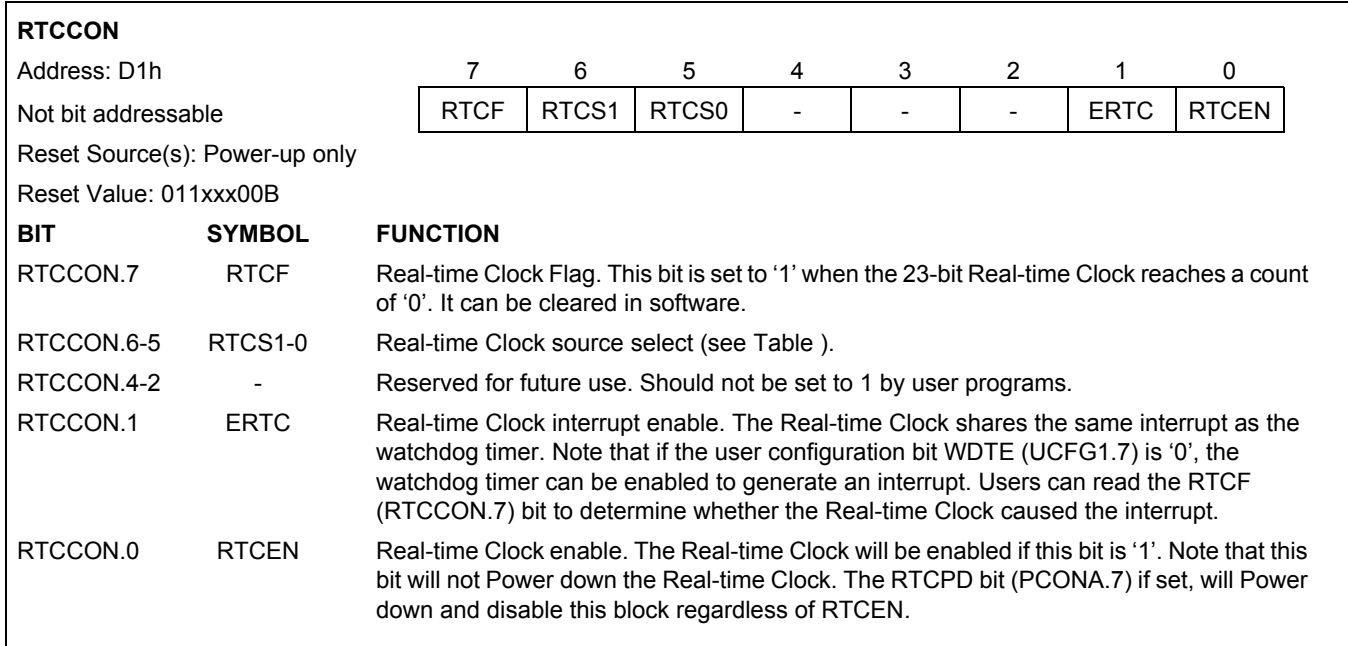 RTCCON
Address: D1h 7 6 5 4 3 2 1 0
Not bit addressable RTCF RTCS1 RTCS0 - - - ERTC RTCEN
Reset Source(s): Power-up only
Reset Value: 011xxx00B
BIT SYMBOL FUNCTION
RTCCON.7 RTCF Real-time Clock Flag. This bit is set to ‘1’ when the 23-bit Real-time Clock reaches a count
of ‘0’. It can be cleared in software.
RTCCON.6-5 RTCS1-0 Real-time Clock source select (see Table ).
RTCCON.4-2 - Reserved for future use. Should not be set to 1 by user programs.
RTCCON.1 ERTC Real-time Clock interrupt enable. The Real-time Clock shares the same interrupt as the
watchdog timer. Note that if the user configuration bit WDTE (UCFG1.7) is ‘0’, the
watchdog timer can be enabled to generate an interrupt. Users can read the RTCF
(RTCCON.7) bit to determine whether the Real-time Clock caused the interrupt.
RTCCON.0 RTCEN Real-time Clock enable. The Real-time Clock will be enabled if this bit is ‘1’. Note that this
bit will not Power down the Real-time Clock. The RTCPD bit (PCONA.7) if set, will Power
down and disable this block regardless of RTCEN.